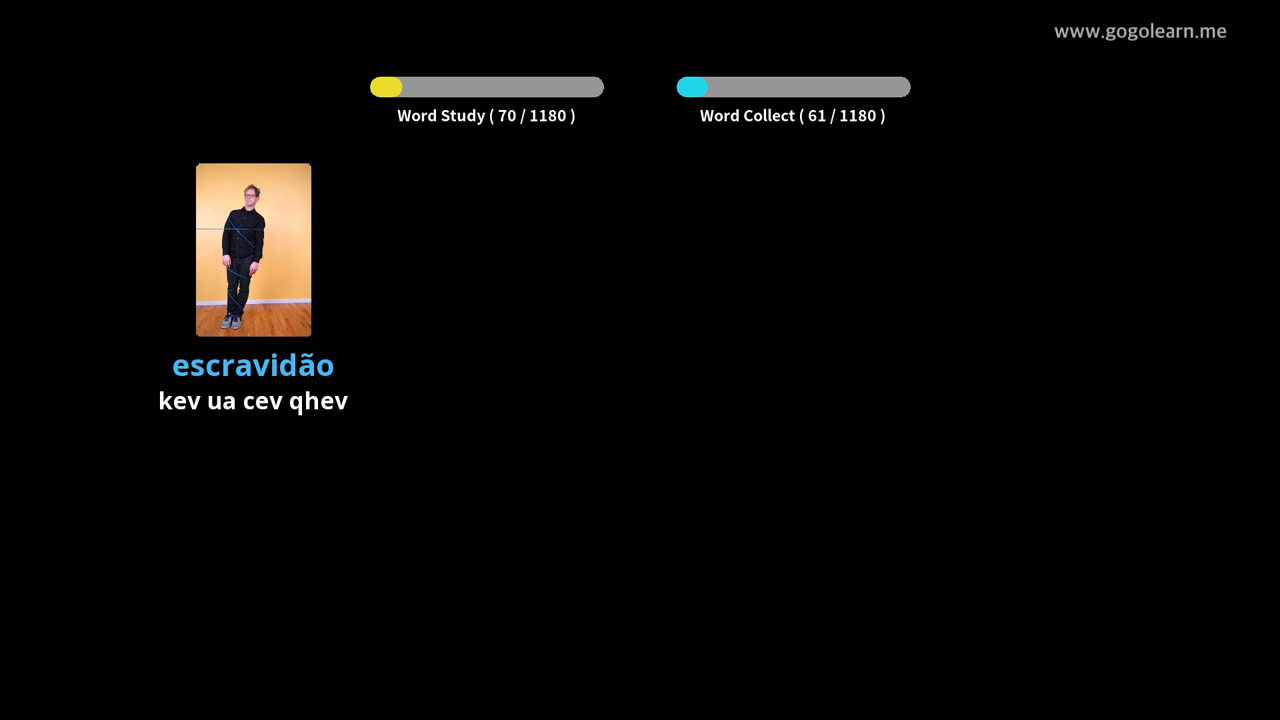 www.gogolearn.me
Word Study ( 70 / 1180 )
Word Collect ( 61 / 1180 )
escravidão
kev ua cev qhev